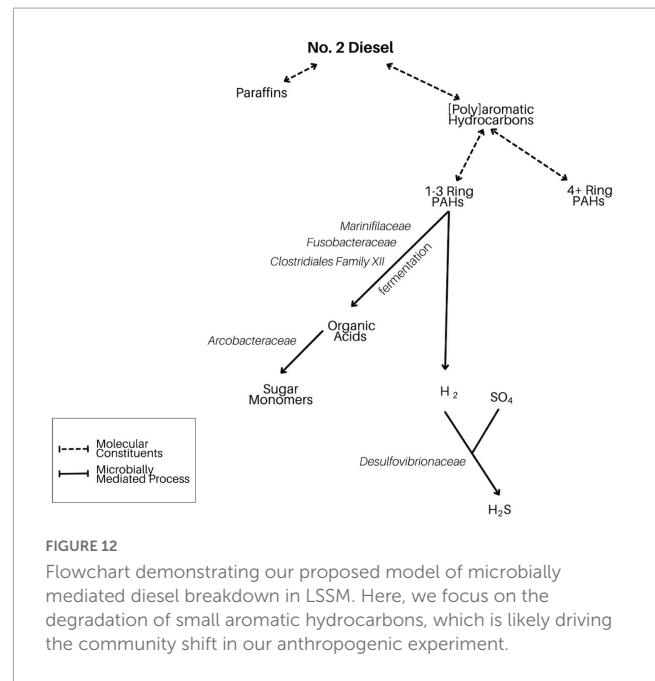 No. 2 Diesel
Paraffins
[Poly]aromatic
Hydrocarbons
1-3 Ring
PAHs
4+ Ring
PAHs
Marinifilaceae
Fusobacteraceae
Clostridiales Family XII
fermentation
Organic
Acids
Arcobacteraceae
Sugar
Monomers
H₂
SO₄
Desulfovibrionaceae
H₂S
Molecular
Constituents
Microbially
Mediated Process
FIGURE 12
Flowchart demonstrating our proposed model of microbially
mediated diesel breakdown in LSSM. Here, we focus on the
degradation of small aromatic hydrocarbons, which is likely driving
the community shift in our anthropogenic experiment.